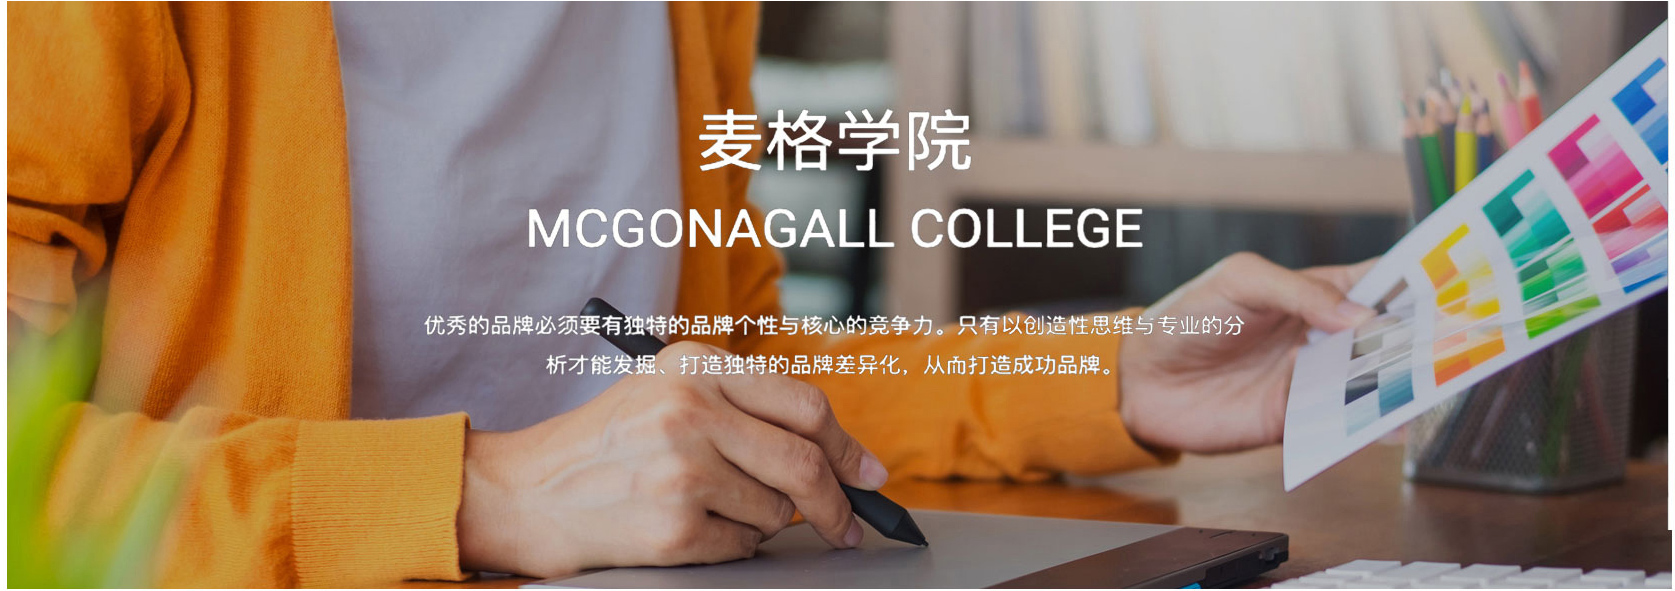 麦格学院
MCGONAGALL COLLEGE
优秀的品牌必须要有独特的品牌个性与核心的竞争力。只有以创造性思维与专业的分
析才能发掘、打造独特的品牌差异化，从而打造成功品牌。